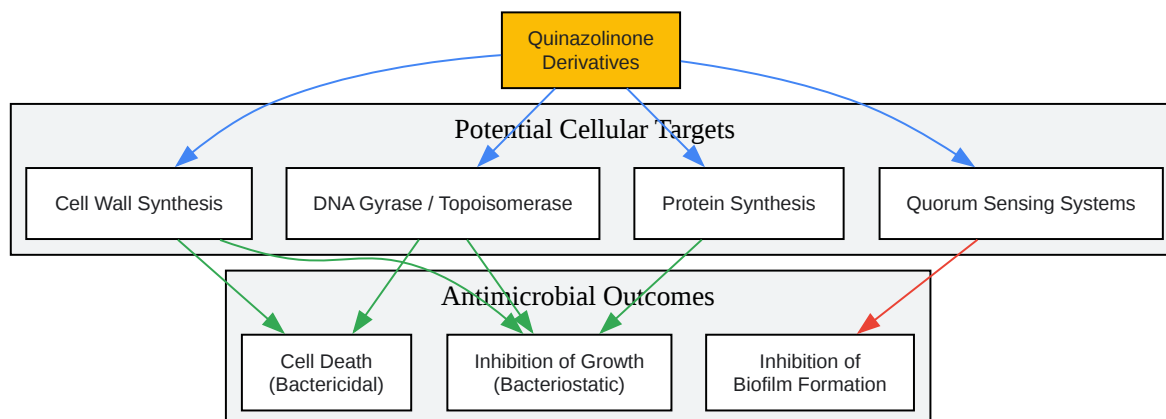 Quinazolinone
Derivatives
Potential Cellular Targets
Cell Wall Synthesis
DNA Gyrase / Topoisomerase
Protein Synthesis
Quorum Sensing Systems
Antimicrobial Outcomes
Cell Death
(Bactericidal)
Inhibition of Growth
(Bacteriostatic)
Inhibition of
Biofilm Formation